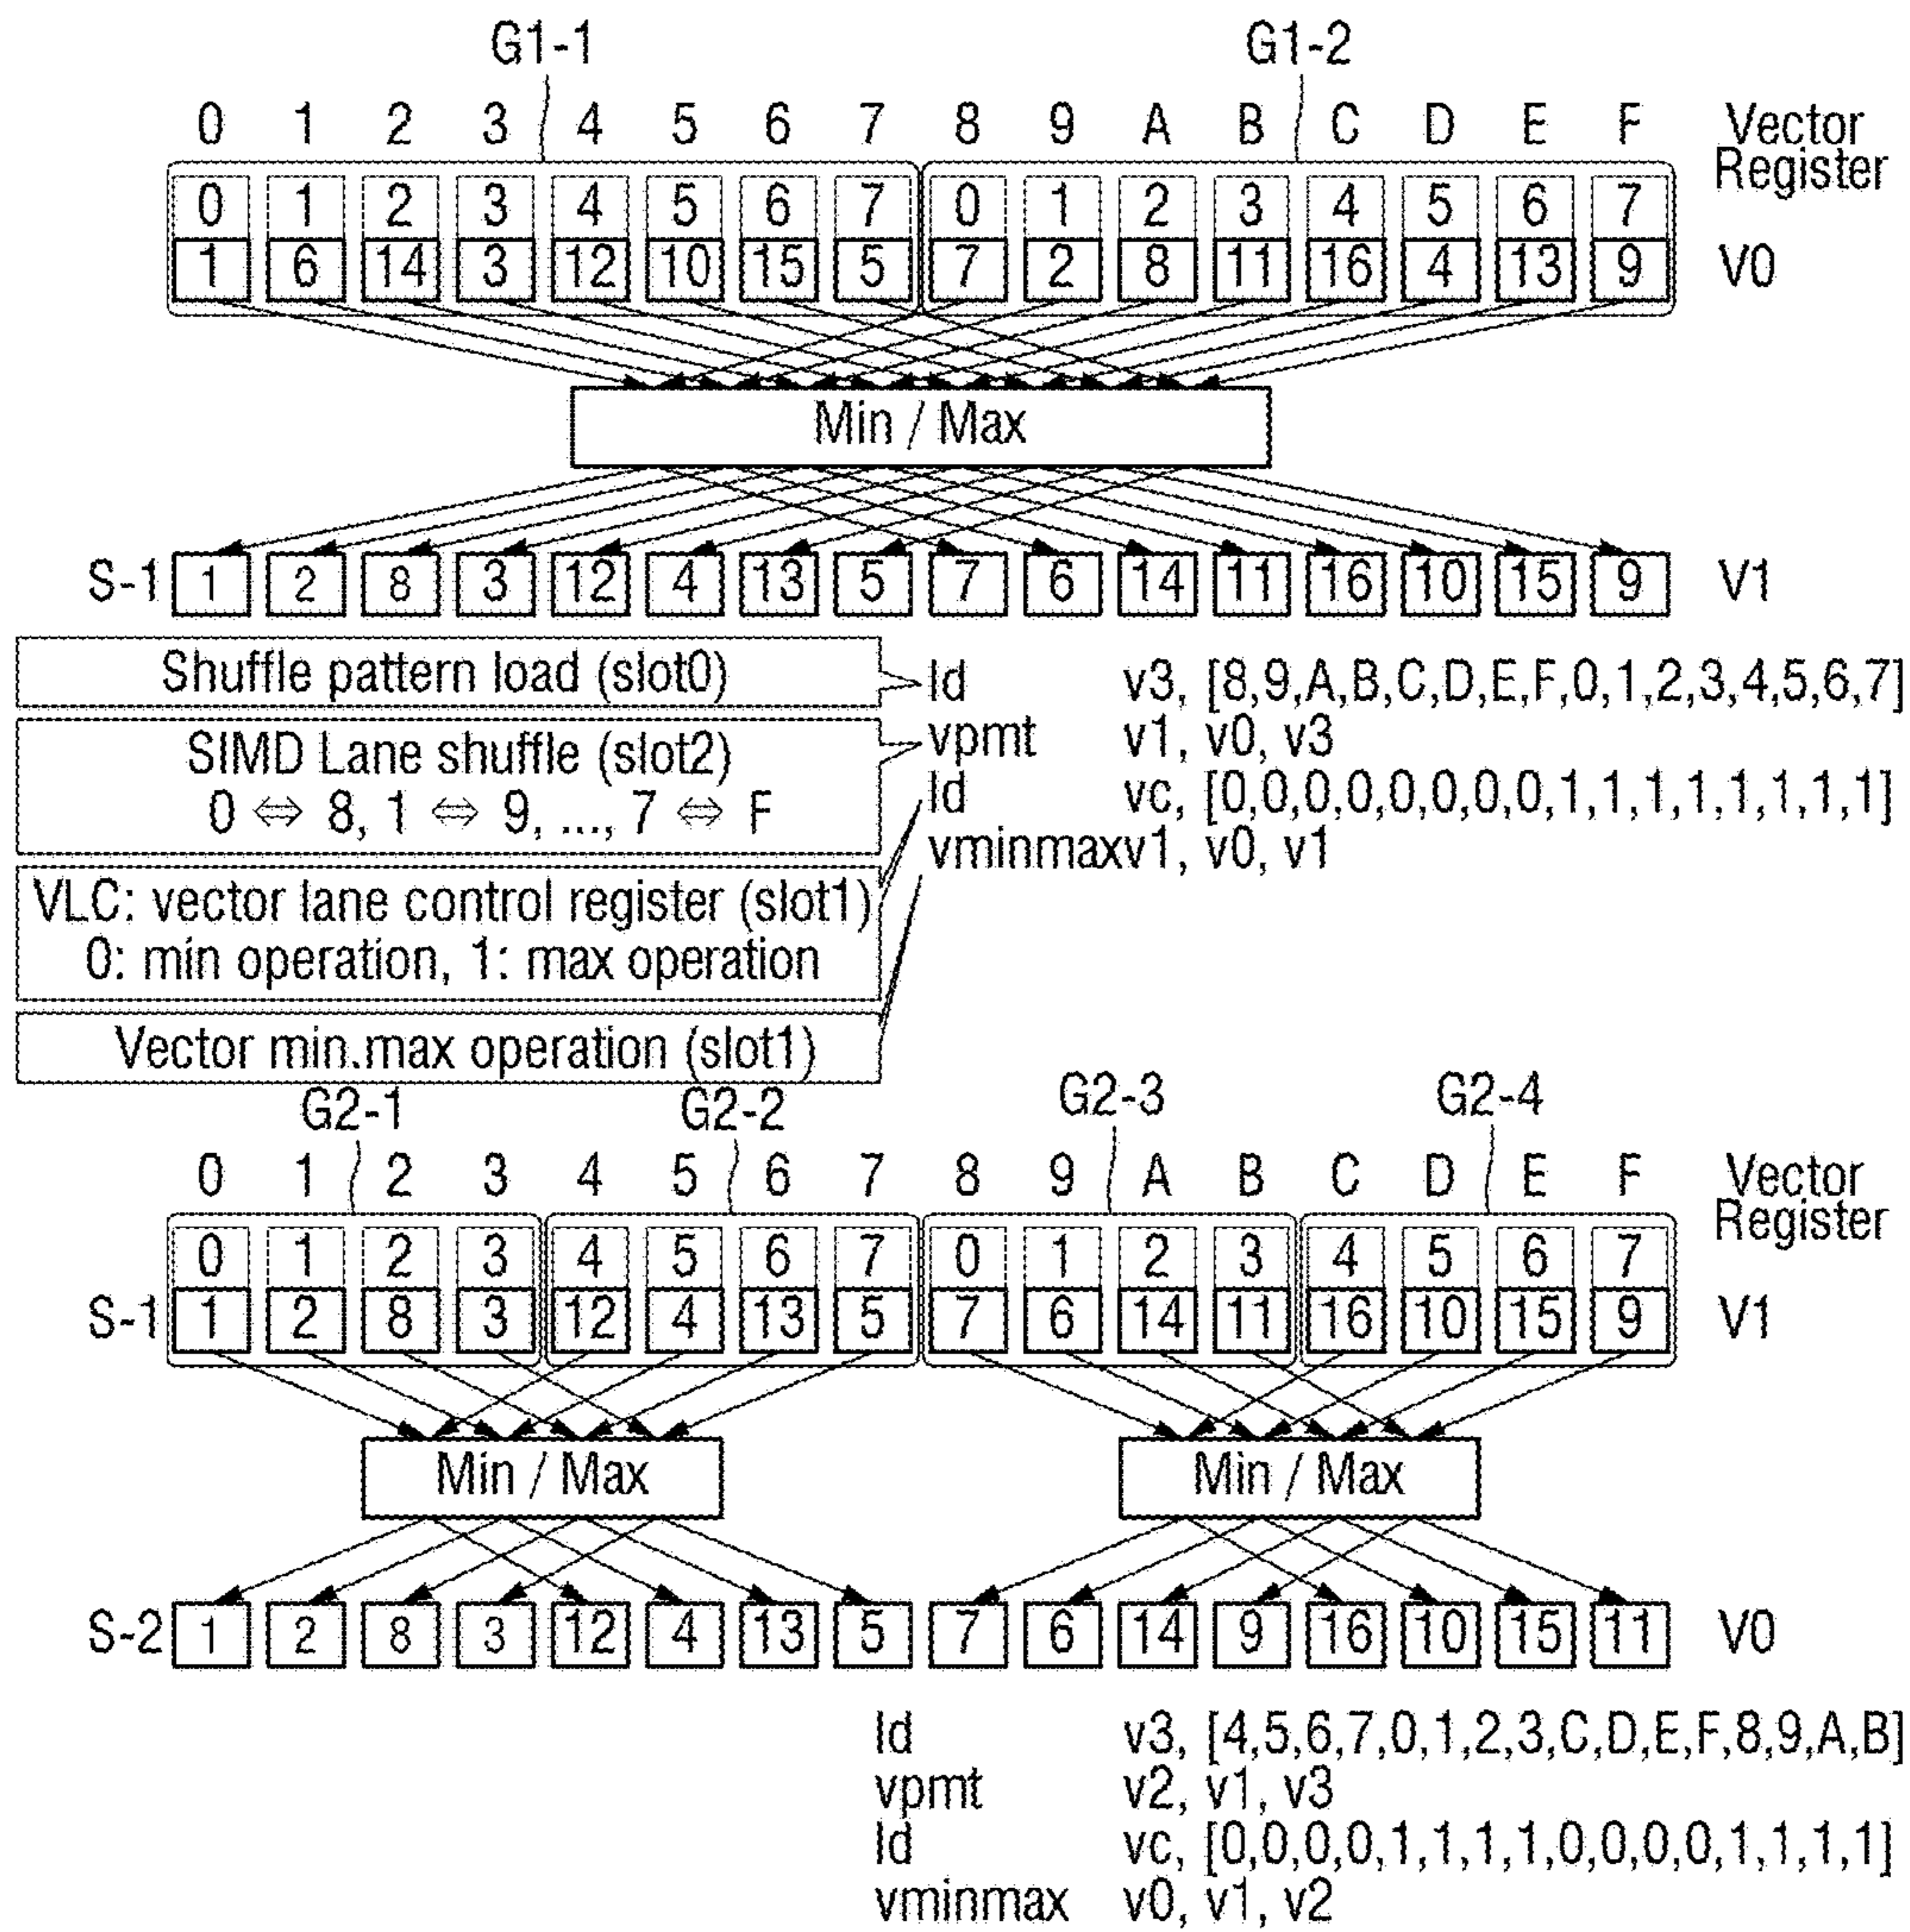 G1-1 G1-2
0 1 2 3 4 5 6 7 8 9 A B C D E F Vector Register
0 1 2 3 4 5 6 7 0 1 2 3 4 5 6 7
1 6 14 3 12 10 15 5 7 2 8 11 16 4 13 9 V0
Min / Max
S-1 1 2 8 3 12 4 13 5 7 6 14 11 16 10 15 9 V1
Shuffle pattern load (slot0)
SIMD Lane shuffle (slot2)
0 ⇔ 8, 1 ⇔ 9, ..., 7 ⇔ F
VLC: vector lane control register (slot1)
0: min operation, 1: max operation
Vector min.max operation (slot1)
ld v3, [8,9,A,B,C,D,E,F,0,1,2,3,4,5,6,7]
vpmt v1, v0, v3
ld vc, [0,0,0,0,0,0,0,0,1,1,1,1,1,1,1,1]
vminmaxv1, v0, v1
G2-1 G2-2 G2-3 G2-4
0 1 2 3 4 5 6 7 8 9 A B C D E F Vector Register
0 1 2 3 4 5 6 7 0 1 2 3 4 5 6 7
S-1 1 2 8 3 12 4 13 5 7 6 14 11 16 10 15 9 V1
Min / Max Min / Max
S-2 1 2 8 3 12 4 13 5 7 6 14 9 16 10 15 11 V0
ld v3, [4,5,6,7,0,1,2,3,C,D,E,F,8,9,A,B]
vpmt v2, v1, v3
ld vc, [0,0,0,0,1,1,1,1,0,0,0,0,1,1,1,1]
vminmax v0, v1, v2